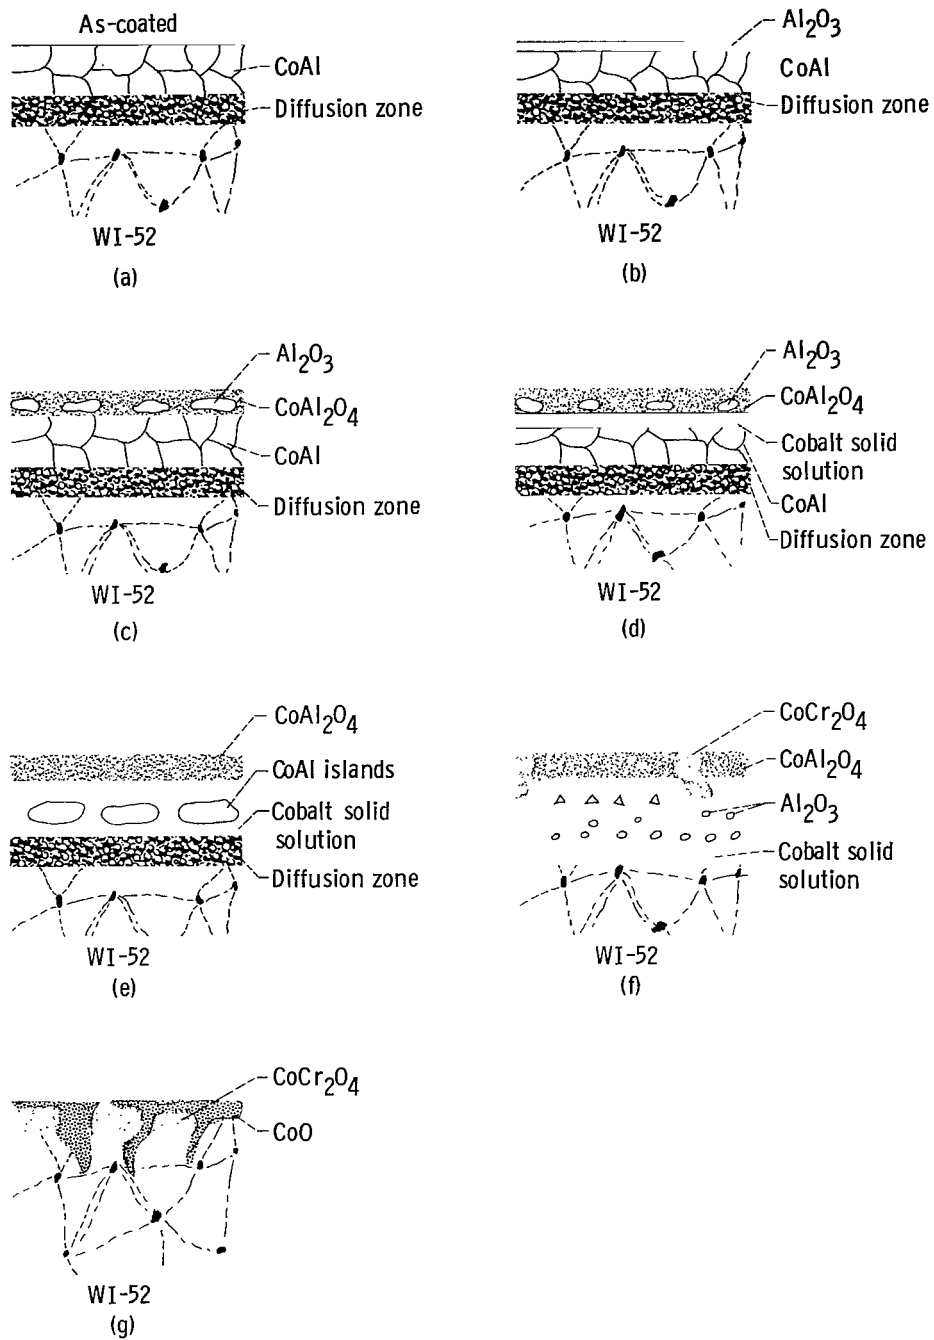 As-coated
CoAl
Diffusion zone
WI-52
(a)
Al₂O₃
CoAl
Diffusion zone
WI-52
(b)
Al₂O₃
CoAl₂O₄
CoAl
Diffusion zone
WI-52
(c)
Al₂O₃
CoAl₂O₄
Cobalt solid
solution
CoAl
Diffusion zone
WI-52
(d)
CoAl₂O₄
CoAl islands
Cobalt solid
solution
Diffusion zone
WI-52
(e)
CoCr₂O₄
CoAl₂O₄
Al₂O₃
Cobalt solid
solution
WI-52
(f)
CoCr₂O₄
CoO
WI-52
(g)